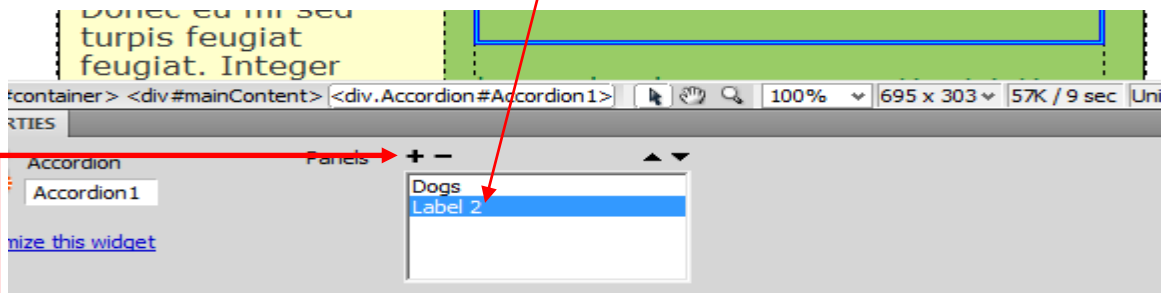 Donec eu mi sed
turpis feugiat
feugiat. Integer
#container> <div#mainContent> <div.Accordion#Accordion1> 100% 695 x 303 57K / 9 sec Uni
RTIES
Accordion Panels + −
Accordion1
Dogs
Label 2
mize this widget